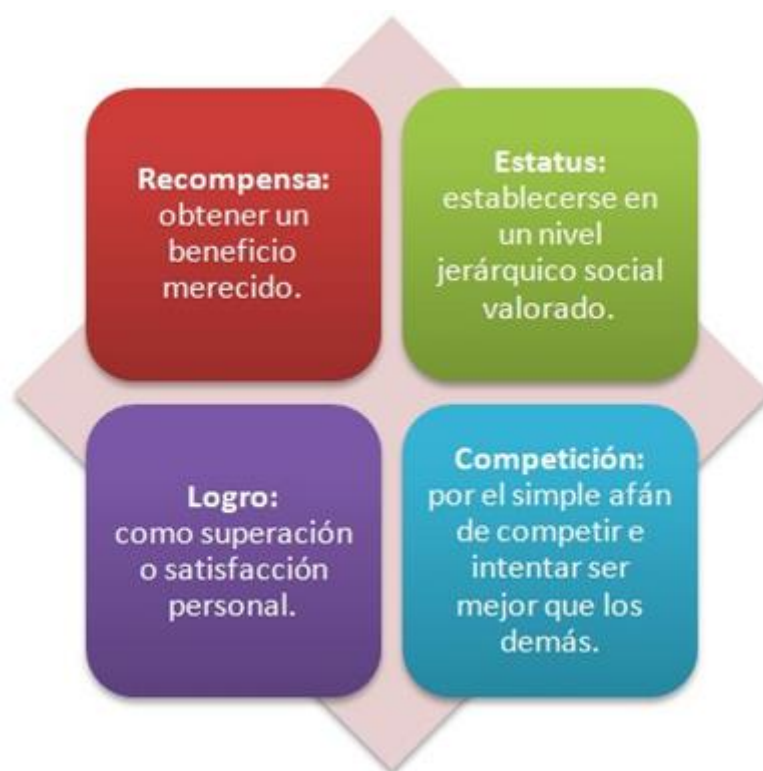 Recompensa:
obtener un
beneficio
merecido.
Estatus:
establecerse en
un nivel
jerárquico social
valorado.
Logro:
como superación
o satisfacción
personal.
Competición:
por el simple afán
de competir e
intentar ser
mejor que los
demás.